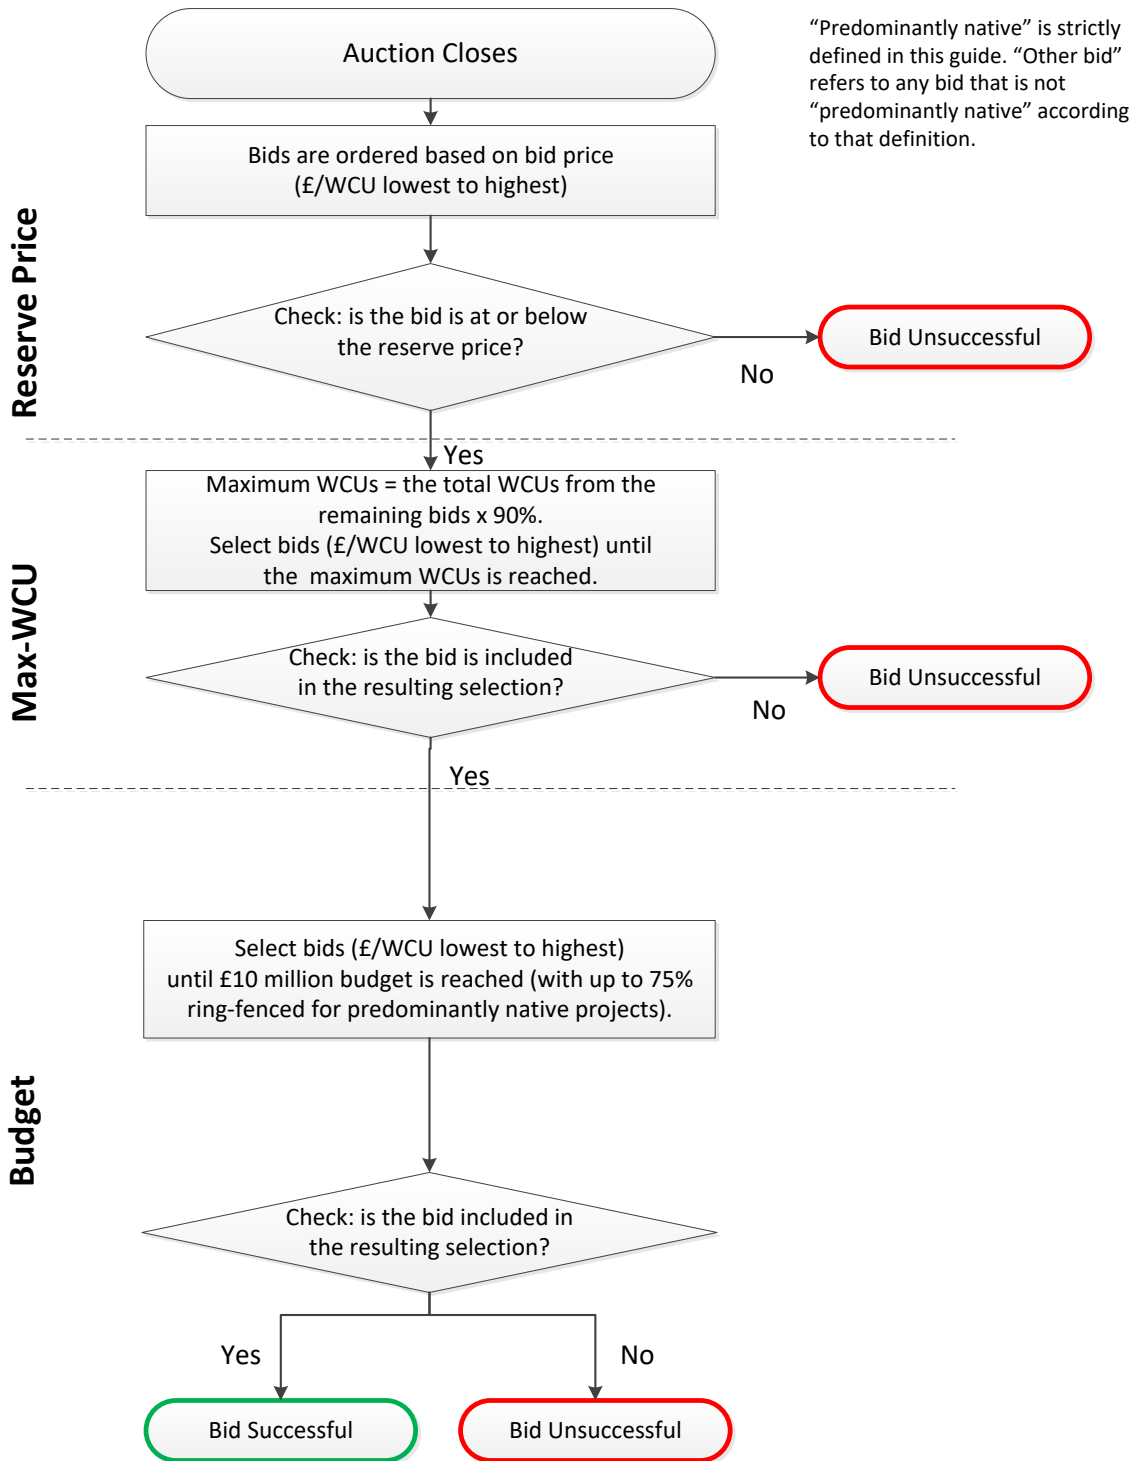 Auction Closes
“Predominantly native” is strictly
defined in this guide. “Other bid”
refers to any bid that is not
“predominantly native” according
to that definition.
Bids are ordered based on bid price
(£/WCU lowest to highest)
Reserve Price
Check: is the bid is at or below
the reserve price?
No
Bid Unsuccessful
Yes
Max-WCU
Maximum WCUs = the total WCUs from the
remaining bids x 90%.
Select bids (£/WCU lowest to highest) until
the maximum WCUs is reached.
Check: is the bid is included
in the resulting selection?
No
Bid Unsuccessful
Yes
Budget
Select bids (£/WCU lowest to highest)
until £10 million budget is reached (with up to 75%
ring-fenced for predominantly native projects).
Check: is the bid included in
the resulting selection?
Yes
No
Bid Successful
Bid Unsuccessful